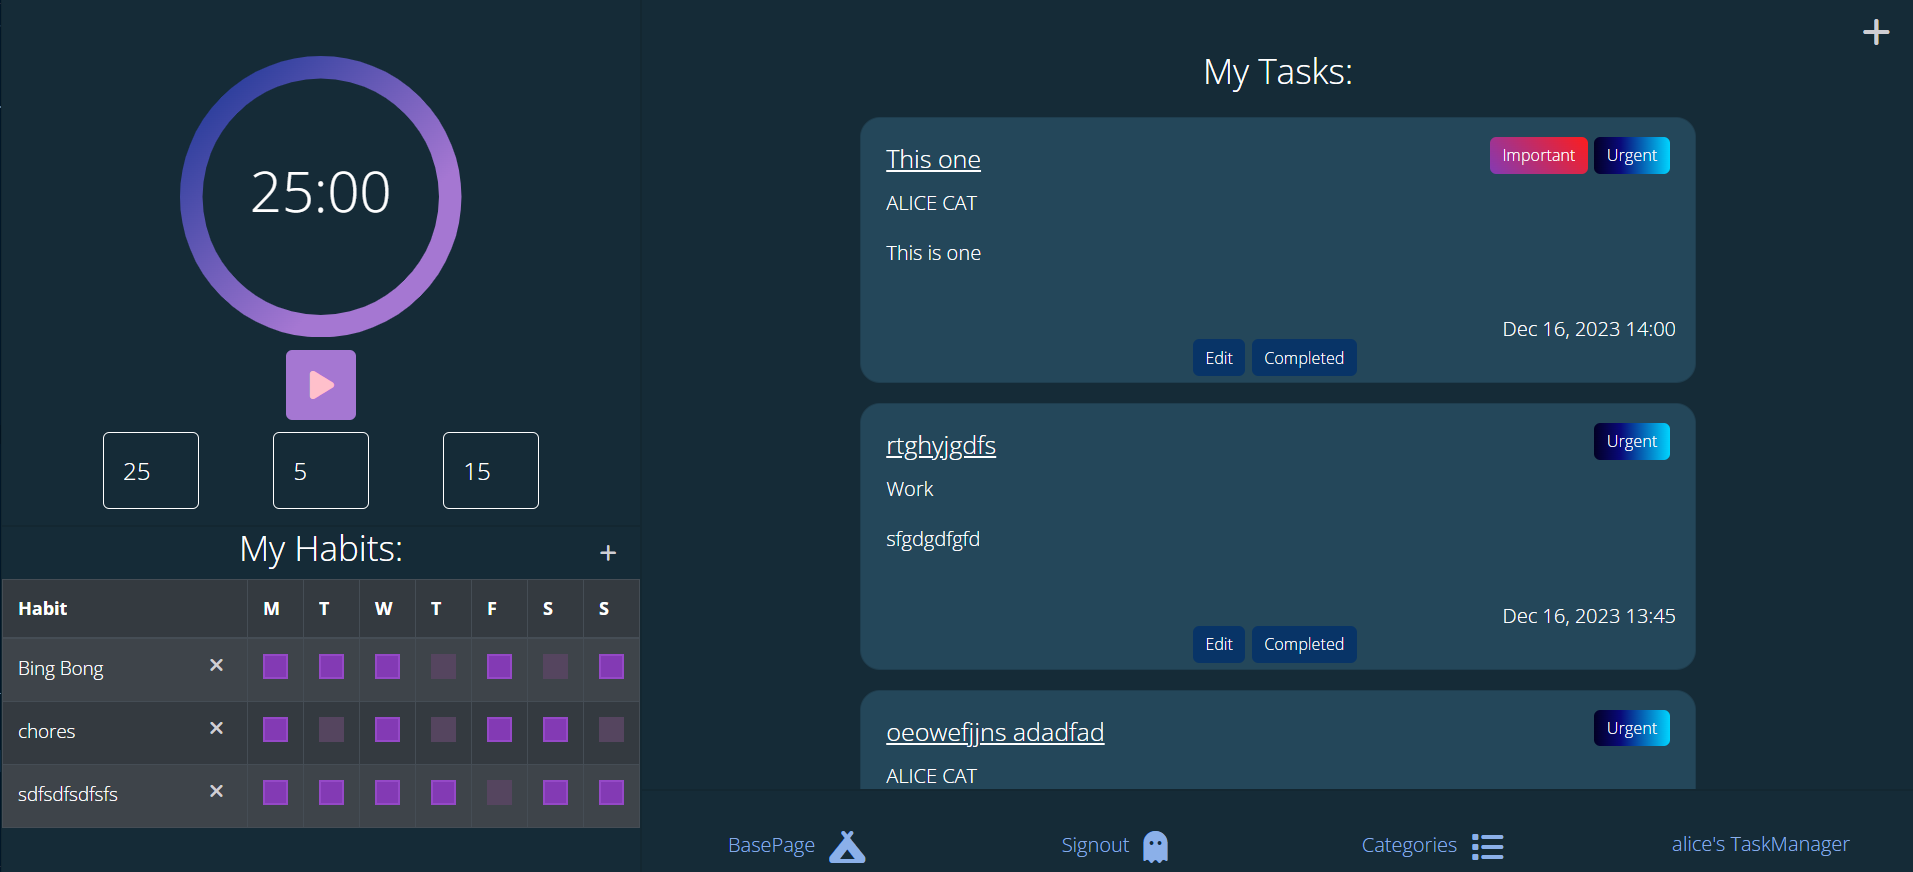 25:00
25 5 15
My Habits: +
Habit M T W T F S S
Bing Bong ×
chores ×
sdfsdfsdfsfs ×
+
My Tasks:
This one Important Urgent
ALICE CAT
This is one
Dec 16, 2023 14:00
Edit Completed
rtghyjgdfs Urgent
Work
sfgdgdfgfd
Dec 16, 2023 13:45
Edit Completed
oeowefjjns adadfad Urgent
ALICE CAT
BasePage Signout Categories alice's TaskManager